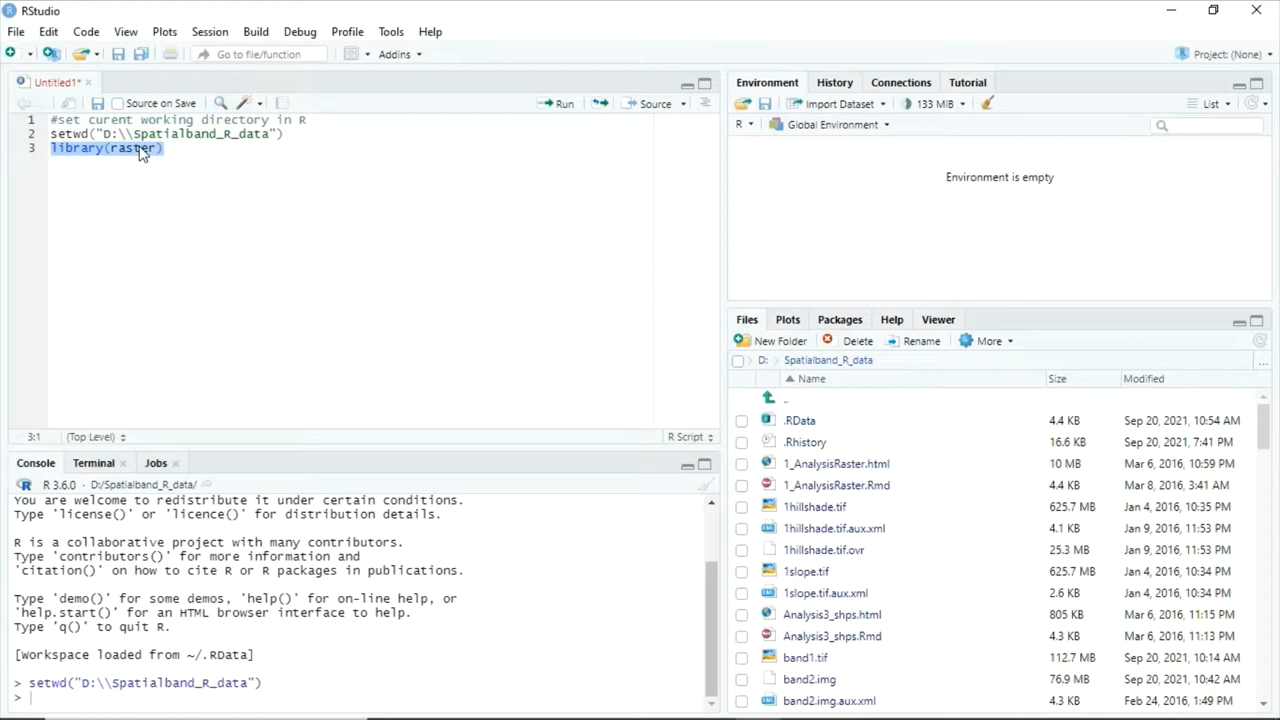 RStudio
File Edit Code View Plots Session Build Debug Profile Tools Help
Go to file/function Addins Project: (None)
Untitled1*
Source on Save Run Source
1 #set curent working directory in R
2 setwd("D:\\Spatialband_R_data")
3 library(raster)
3:1 (Top Level) R Script
Console Terminal Jobs
R 3.6.0 · D:/Spatialband_R_data/
You are welcome to redistribute it under certain conditions.
Type 'license()' or 'licence()' for distribution details.
R is a collaborative project with many contributors.
Type 'contributors()' for more information and
'citation()' on how to cite R or R packages in publications.
Type 'demo()' for some demos, 'help()' for on-line help, or
'help.start()' for an HTML browser interface to help.
Type 'q()' to quit R.
[workspace loaded from ~/.RData]
> setwd("D:\\Spatialband_R_data")
>
Environment History Connections Tutorial
Import Dataset 133 MiB List
R Global Environment
Environment is empty
Files Plots Packages Help Viewer
New Folder Delete Rename More
D: Spatialband_R_data ...
Name Size Modified
..
.RData 4.4 KB Sep 20, 2021, 10:54 AM
.Rhistory 16.6 KB Sep 20, 2021, 7:41 PM
1_AnalysisRaster.html 10 MB Mar 6, 2016, 10:59 PM
1_AnalysisRaster.Rmd 4.4 KB Mar 8, 2016, 3:41 AM
1hillshade.tif 625.7 MB Jan 4, 2016, 10:35 PM
1hillshade.tif.aux.xml 4.1 KB Jan 9, 2016, 11:53 PM
1hillshade.tif.ovr 25.3 MB Jan 9, 2016, 11:53 PM
1slope.tif 625.7 MB Jan 4, 2016, 10:32 PM
1slope.tif.aux.xml 2.6 KB Jan 4, 2016, 10:34 PM
Analysis3_shps.html 805 KB Mar 6, 2016, 11:15 PM
Analysis3_shps.Rmd 4.3 KB Mar 6, 2016, 11:13 PM
band1.tif 112.7 MB Sep 20, 2021, 10:14 AM
band2.img 76.9 MB Sep 20, 2021, 10:42 AM
band2.img.aux.xml 4.3 KB Feb 24, 2016, 1:49 PM